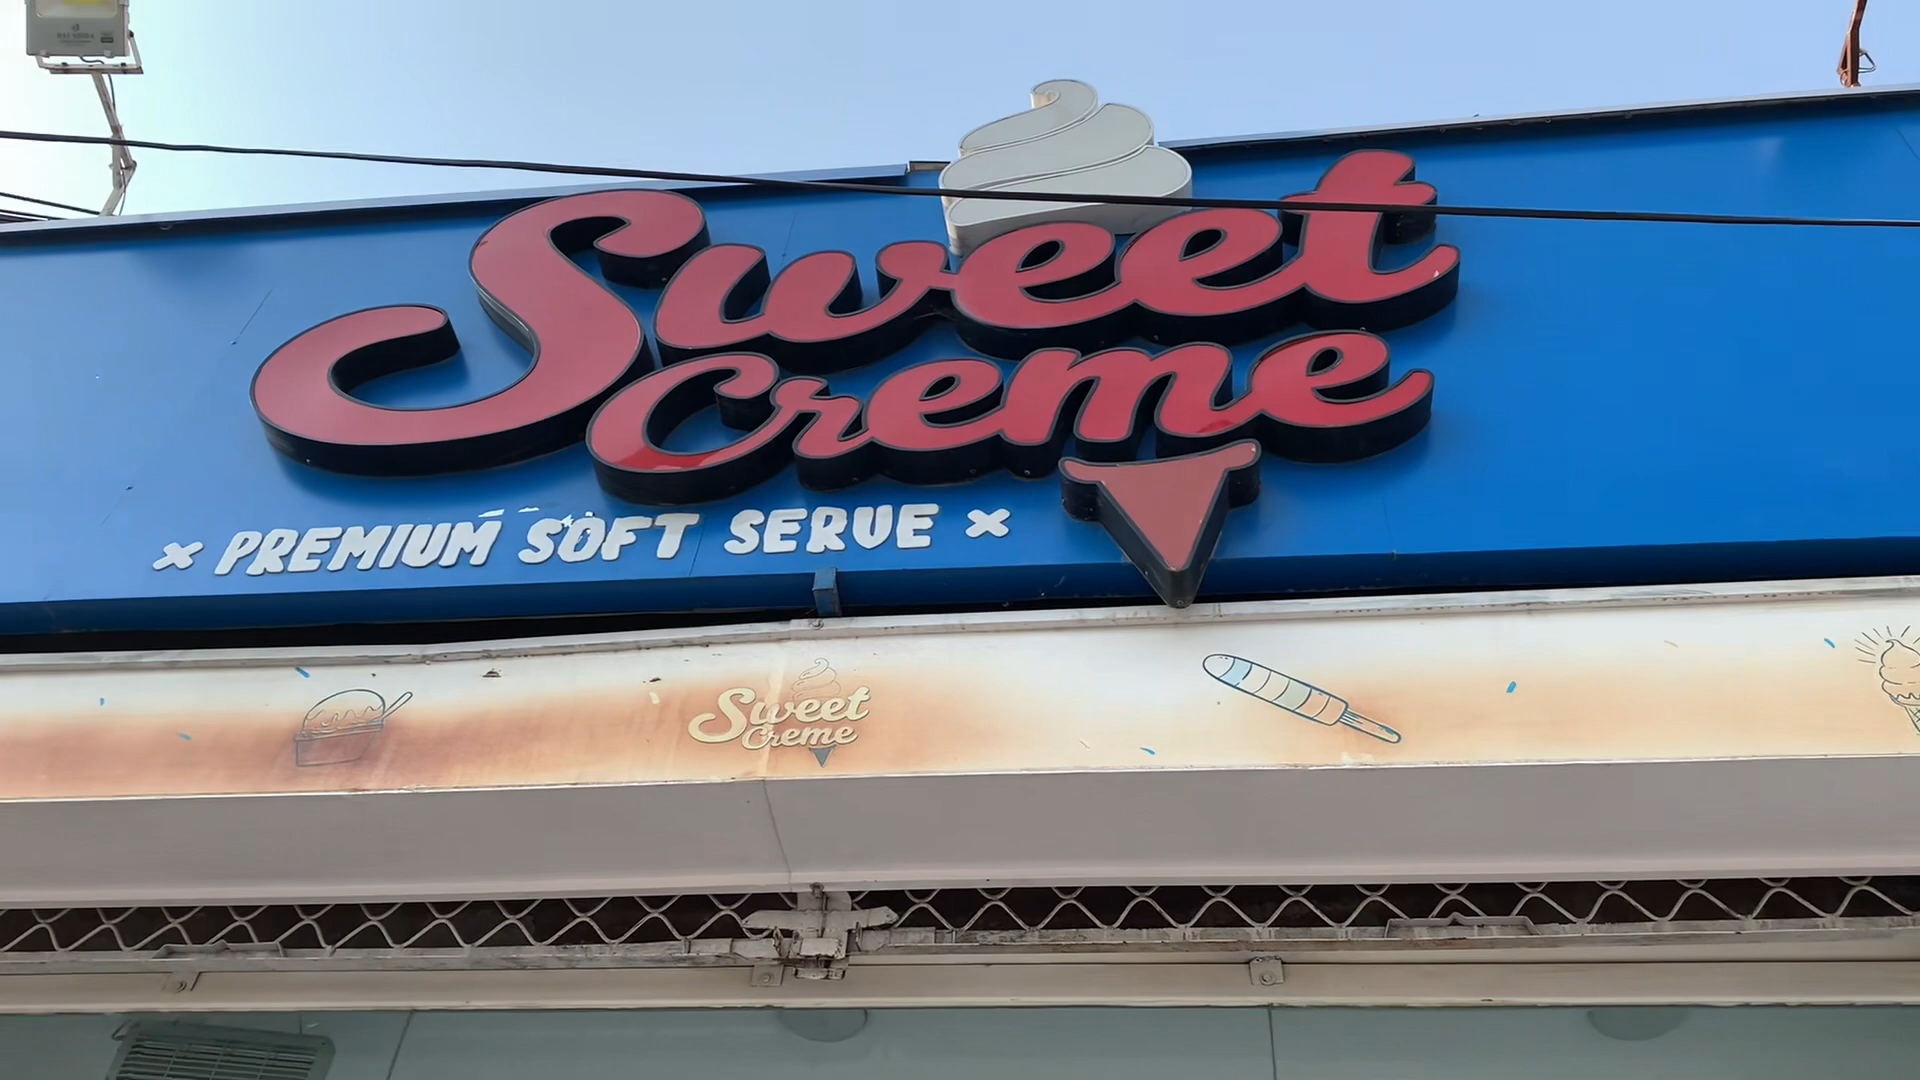 Sweet
Creme
× PREMIUM SOFT SERVE ×
Sweet
Creme